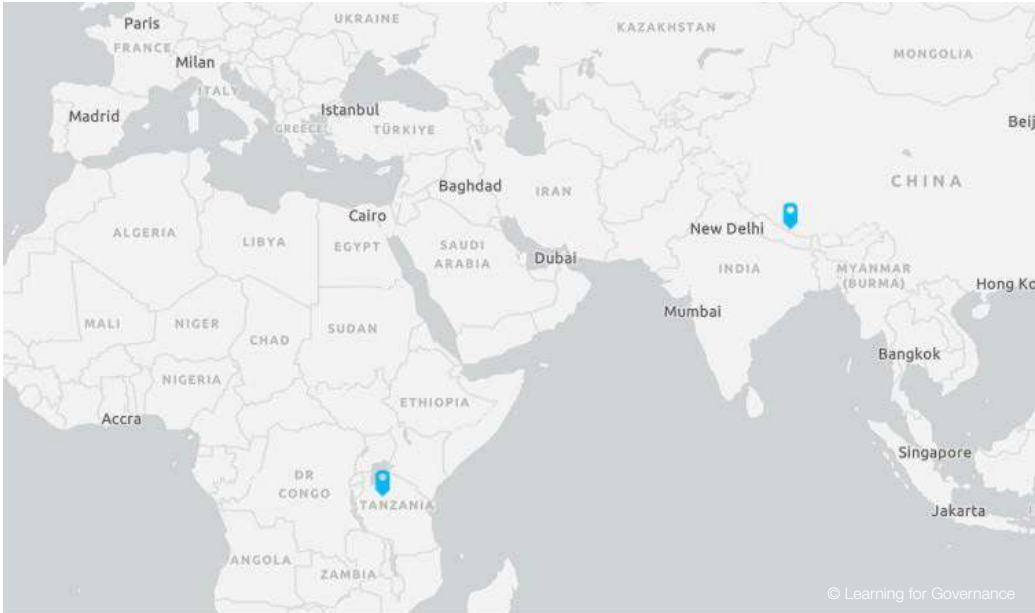 Paris
UKRAINE
FRANCE
KAZAKHSTAN
MONGOLIA
Milan
ITALY
Madrid
Istanbul
GREECE
TÜRKIYE
Beij
CHINA
Baghdad
IRAN
Cairo
New Delhi
ALGERIA
LIBYA
EGYPT
SAUDI
ARABIA
Dubai
INDIA
MYANMAR
(BURMA)
Hong Ko
Mumbai
MALI
NIGER
CHAD
SUDAN
Bangkok
NIGERIA
ETHIOPIA
Accra
Singapore
DR
CONGO
TANZANIA
Jakarta
ANGOLA
ZAMBIA
© Learning for Governance